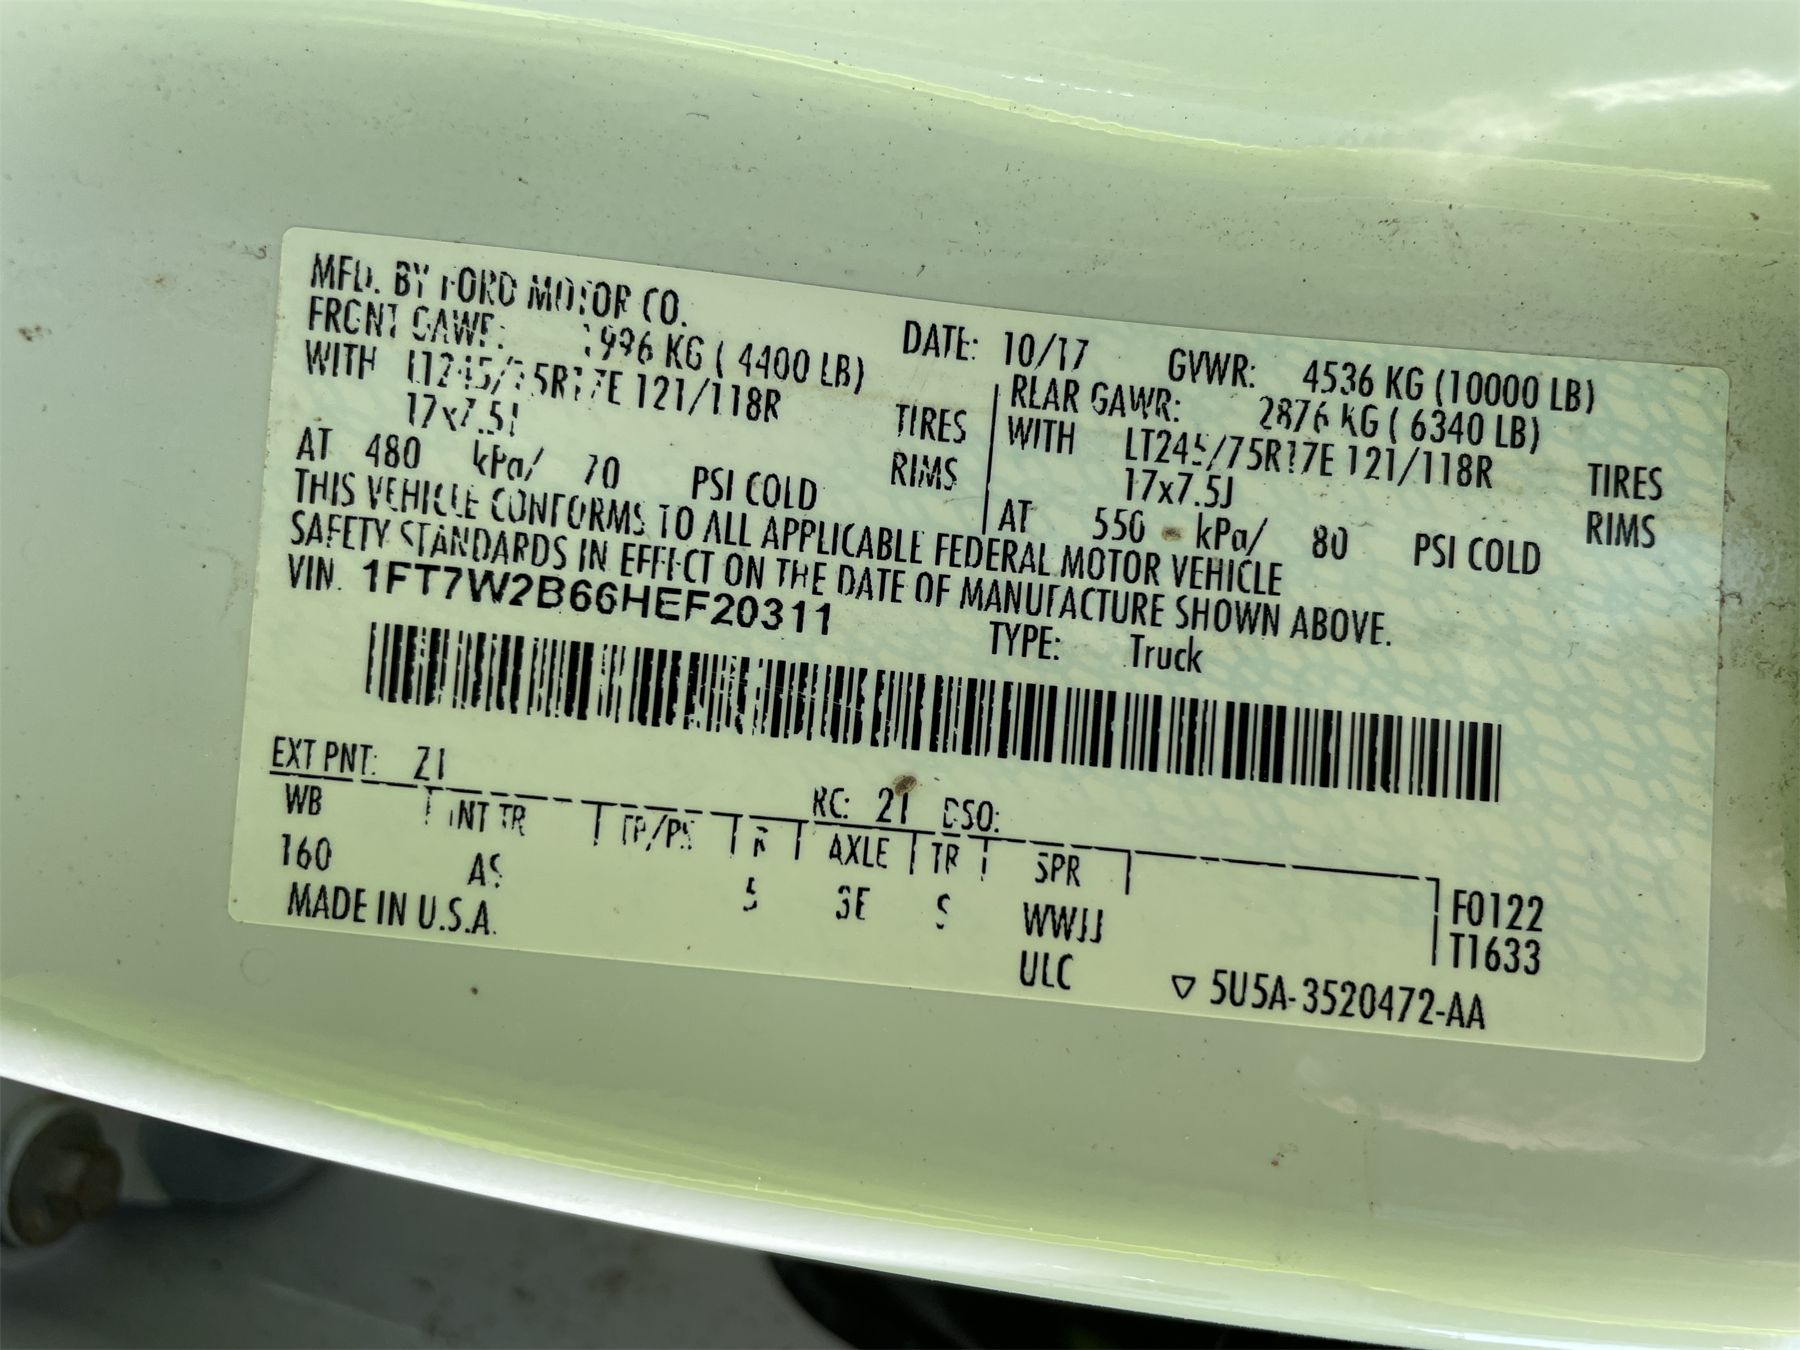 MFD. BY FORD MOTOR CO.
DATE: 10/17 GVWR: 4536 KG (10000 LB)
FRONT GAWR: 1996 KG ( 4400 LB)
REAR GAWR: 2876 KG ( 6340 LB)
WITH LT245/75R17E 121/118R TIRES
WITH LT245/75R17E 121/118R TIRES
17x7.5J RIMS
17x7.5J RIMS
AT 480 kPa/ 70 PSI COLD
AT 550 kPa/ 80 PSI COLD
THIS VEHICLE CONFORMS TO ALL APPLICABLE FEDERAL MOTOR VEHICLE
SAFETY STANDARDS IN EFFECT ON THE DATE OF MANUFACTURE SHOWN ABOVE.
VIN. 1FT7W2B66HEF20311
TYPE: Truck
EXT PNT: Z1 RC: 21 DSO:
WB INT TR TP/PS R AXLE TR SPR
160 AS 5 3E S WWJJ
F0122
T1633
MADE IN U.S.A. ULC
▽ 5U5A-3520472-AA